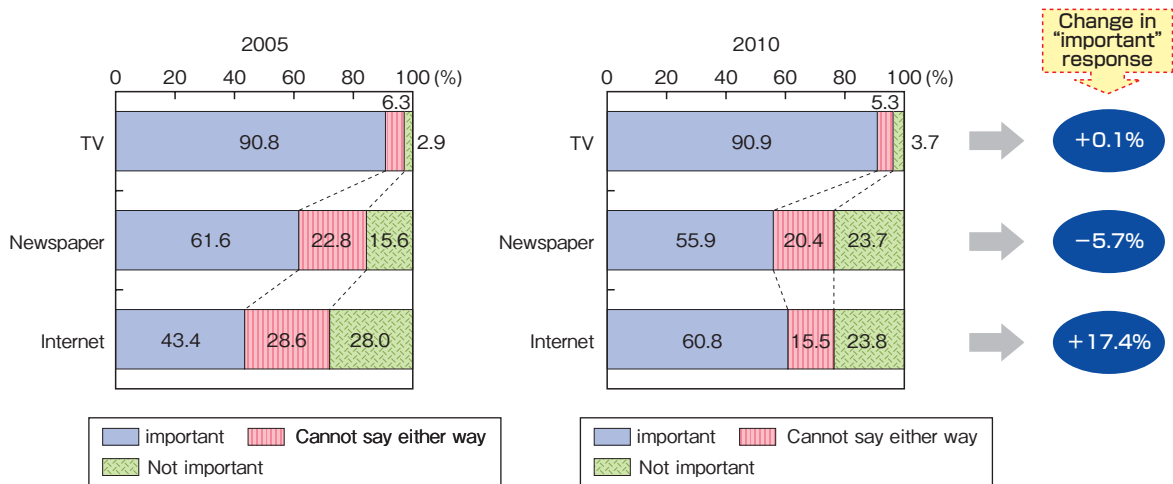 2005
0 20 40 60 80 100 (%)
6.3
TV 90.8 2.9
Newspaper 61.6 22.8 15.6
Internet 43.4 28.6 28.0
important Cannot say either way
Not important
2010
0 20 40 60 80 100 (%)
5.3
TV 90.9 3.7
Newspaper 55.9 20.4 23.7
Internet 60.8 15.5 23.8
important Cannot say either way
Not important
Change in
“important”
response
+0.1%
−5.7%
+17.4%